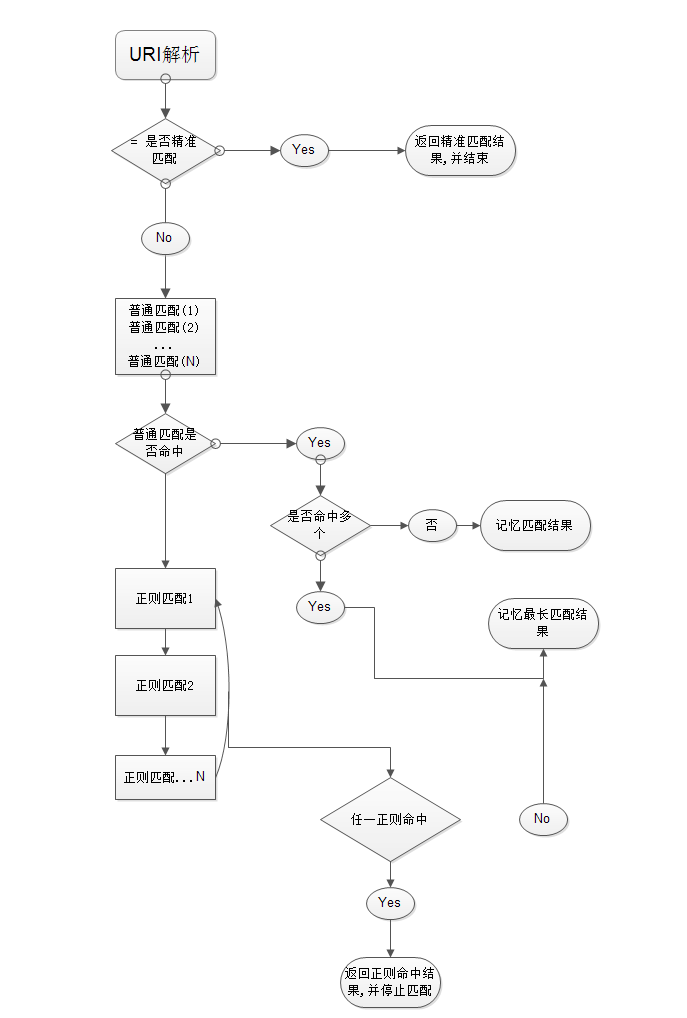 URI解析
= 是否精准
匹配
Yes
返回精准匹配结
果,并结束
No
普通匹配(1)
普通匹配(2)
...
普通匹配(N)
普通匹配是
否命中
Yes
是否命中多
个
否
记忆匹配结果
正则匹配1
Yes
记忆最长匹配结
果
正则匹配2
正则匹配...N
任一正则命中
No
Yes
返回正则命中结
果,并停止匹配